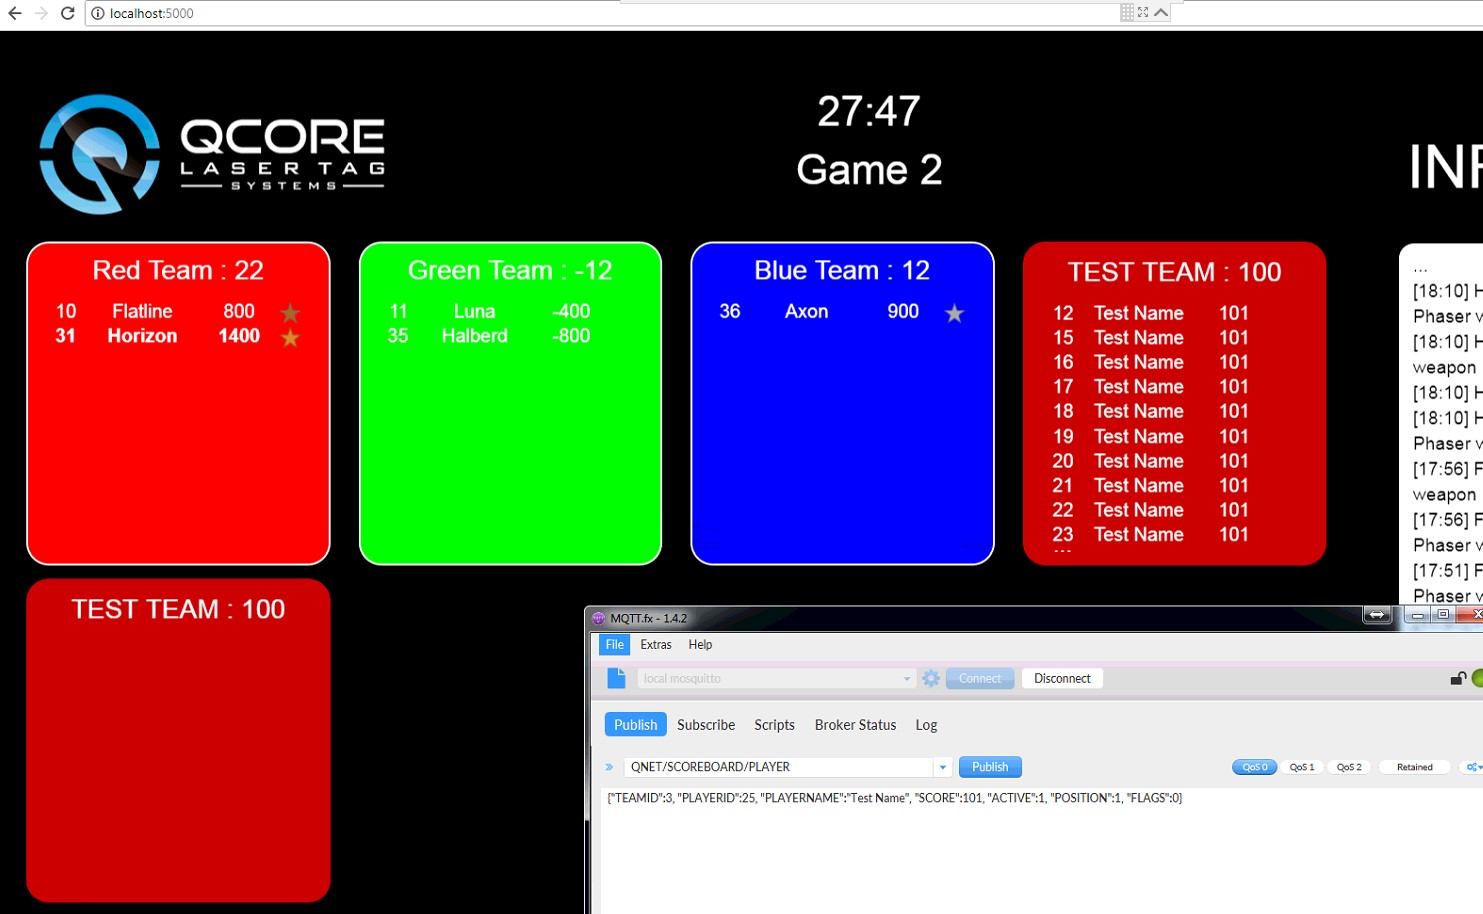 localhost:5000
QCORE
LASER TAG
SYSTEMS
27:47
Game 2
INF
Red Team : 22
10 Flatline 800
31 Horizon 1400
Green Team : -12
11 Luna -400
35 Halberd -800
Blue Team : 12
36 Axon 900
TEST TEAM : 100
12 Test Name 101
15 Test Name 101
16 Test Name 101
17 Test Name 101
18 Test Name 101
19 Test Name 101
20 Test Name 101
21 Test Name 101
22 Test Name 101
23 Test Name 101
...
...
[18:10] H
Phaser v
[18:10] H
weapon
[18:10] H
[18:10] H
Phaser v
[17:56] F
weapon
[17:56] F
Phaser v
[17:51] F
Phaser v
TEST TEAM : 100
MQTT.fx - 1.4.2
File Extras Help
local mosquitto Connect Disconnect
Publish Subscribe Scripts Broker Status Log
QNET/SCOREBOARD/PLAYER Publish QoS 0 QoS 1 QoS 2 Retained
{"TEAMID":3, "PLAYERID":25, "PLAYERNAME":"Test Name", "SCORE":101, "ACTIVE":1, "POSITION":1, "FLAGS":0}